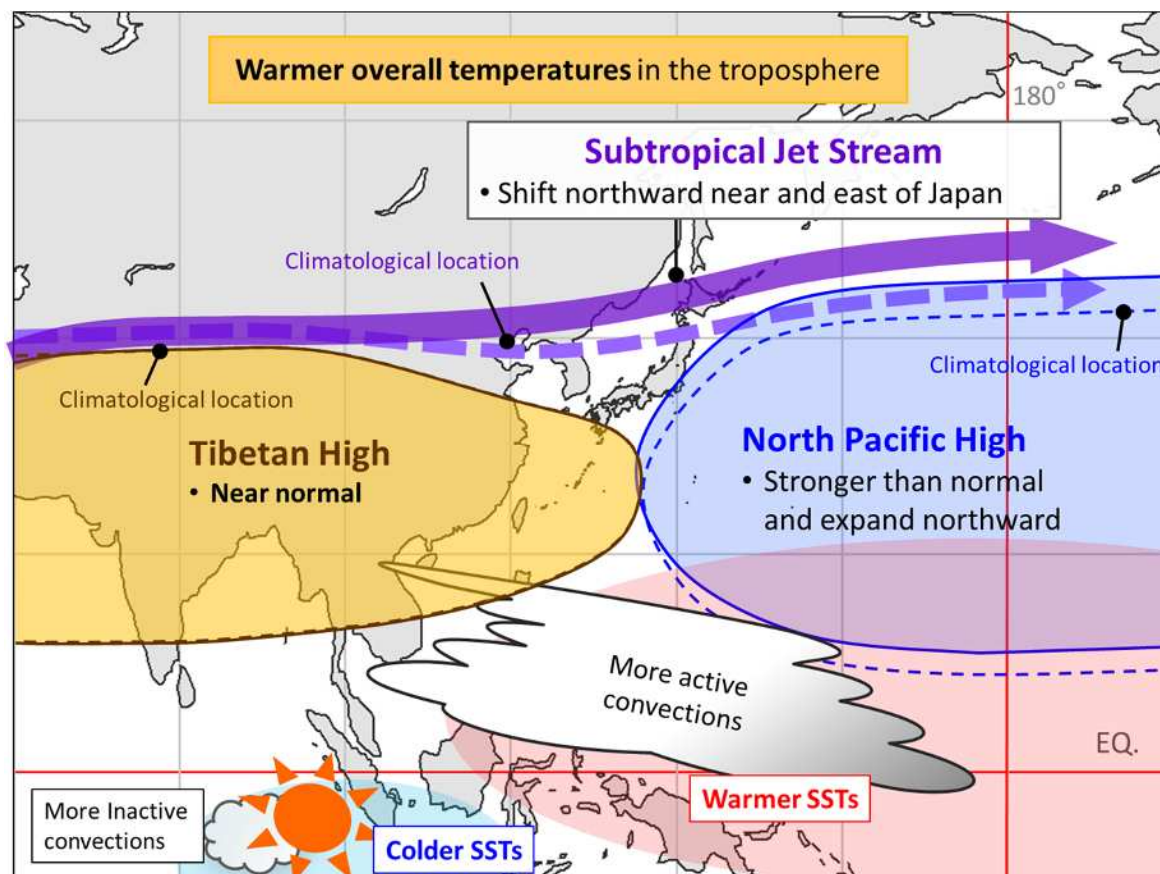 Warmer overall temperatures in the troposphere
180°
Subtropical Jet Stream
• Shift northward near and east of Japan
Climatological location
Climatological location
Climatological location
Tibetan High
• Near normal
North Pacific High
• Stronger than normal
and expand northward
More active
convections
EQ.
More Inactive
convections
Warmer SSTs
Colder SSTs